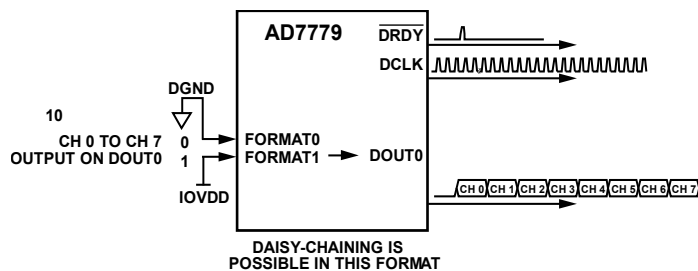 AD7779
DRDY
DCLK
DGND
10
CH 0 TO CH 7 0
OUTPUT ON DOUT0 1
FORMAT0
FORMAT1
DOUT0
IOVDD
CH 0 CH 1 CH 2 CH 3 CH 4 CH 5 CH 6 CH 7
DAISY-CHAINING IS
POSSIBLE IN THIS FORMAT